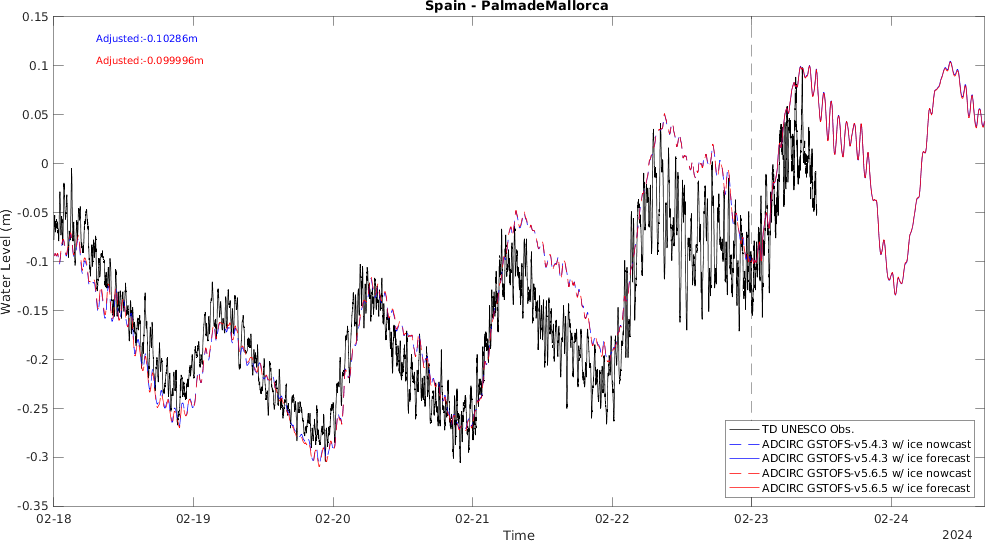 Spain - PalmadeMallorca
Adjusted:-0.10286m
Adjusted:-0.099996m
0.15
0.1
0.05
0
-0.05
-0.1
-0.15
-0.2
-0.25
-0.3
-0.35
Water Level (m)
TD UNESCO Obs.
ADCIRC GSTOFS-v5.4.3 w/ ice nowcast
ADCIRC GSTOFS-v5.4.3 w/ ice forecast
ADCIRC GSTOFS-v5.6.5 w/ ice nowcast
ADCIRC GSTOFS-v5.6.5 w/ ice forecast
02-18 02-19 02-20 02-21 02-22 02-23 02-24
Time
2024